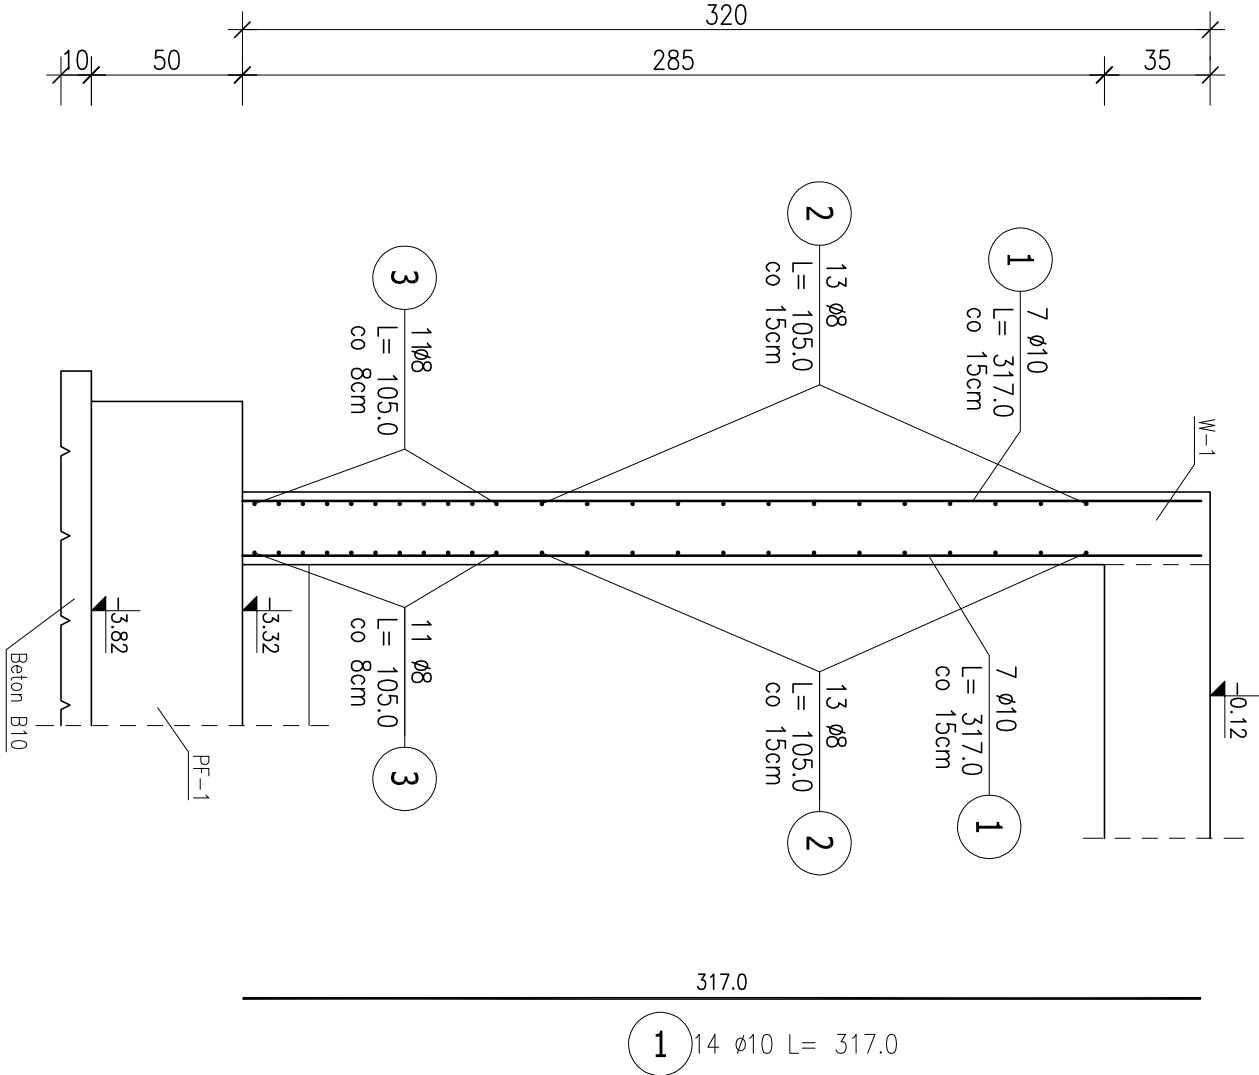 320
10
50
285
35
2
13 ø8
L= 105.0
co 15cm
1
7 ø10
L= 317.0
co 15cm
3
11ø8
L= 105.0
co 8cm
W-1
-3.82
-3.32
-0.12
Beton B10
PF-1
11 ø8
L= 105.0
co 8cm
3
13 ø8
L= 105.0
co 15cm
2
7 ø10
L= 317.0
co 15cm
1
317.0
1 14 ø10 L= 317.0